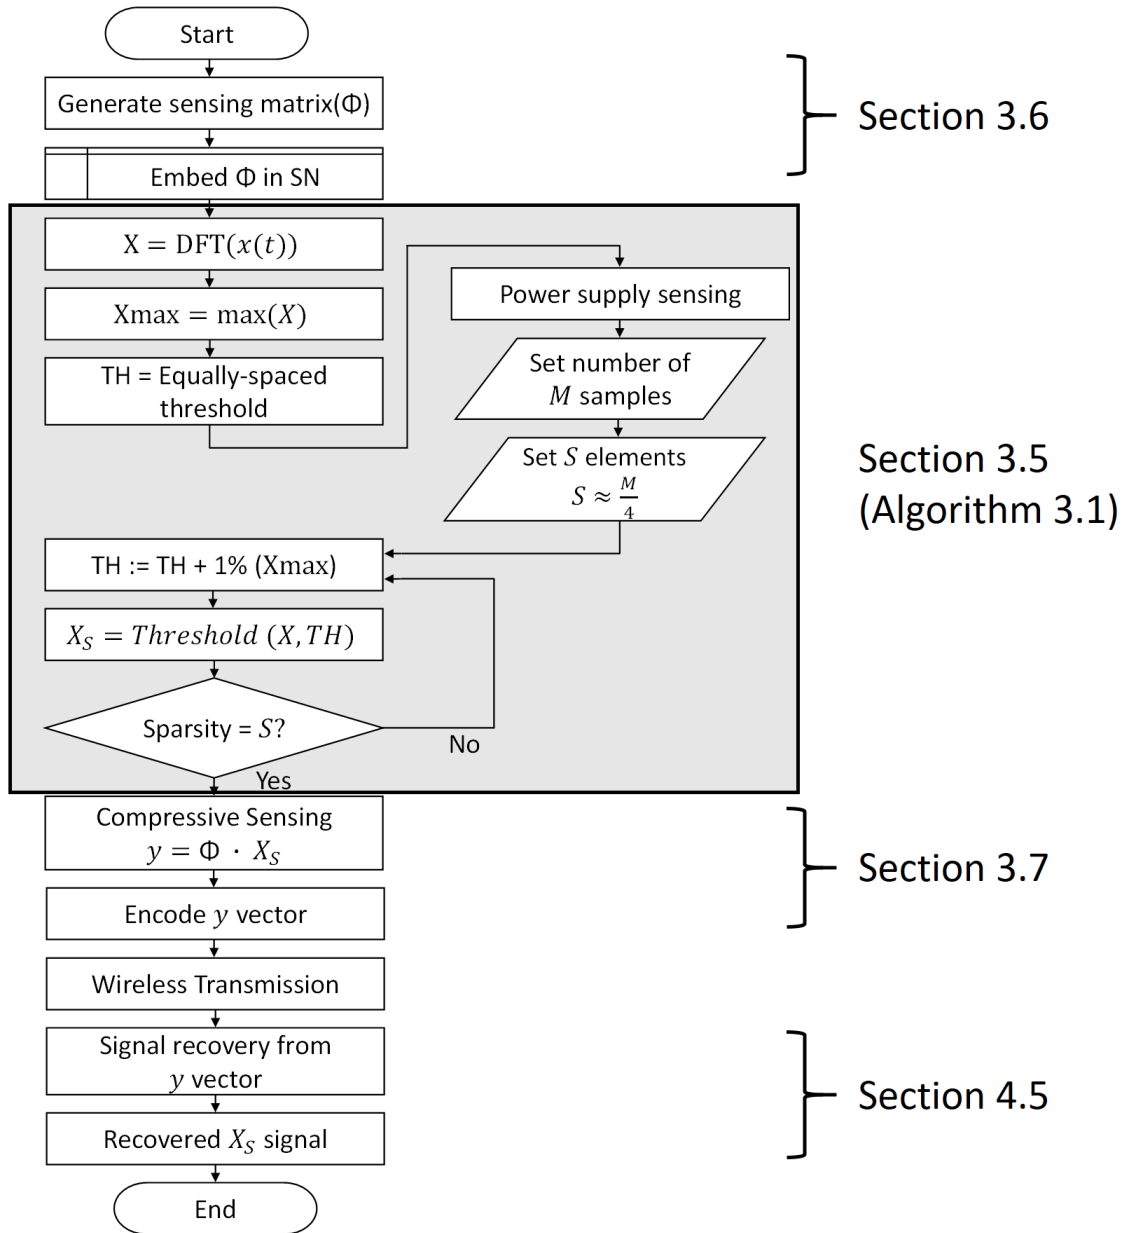 Start
Generate sensing matrix(Φ)
Embed Φ in SN
X = DFT(x(t))
Xmax = max(X)
TH = Equally-spaced
threshold
Power supply sensing
Set number of
M samples
Set S elements
S ≈ M/4
TH := TH + 1% (Xmax)
X_S = Threshold (X, TH)
Sparsity = S?
No
Yes
Compressive Sensing
y = Φ · X_S
Encode y vector
Wireless Transmission
Signal recovery from
y vector
Recovered X_S signal
End
Section 3.6
Section 3.5
(Algorithm 3.1)
Section 3.7
Section 4.5